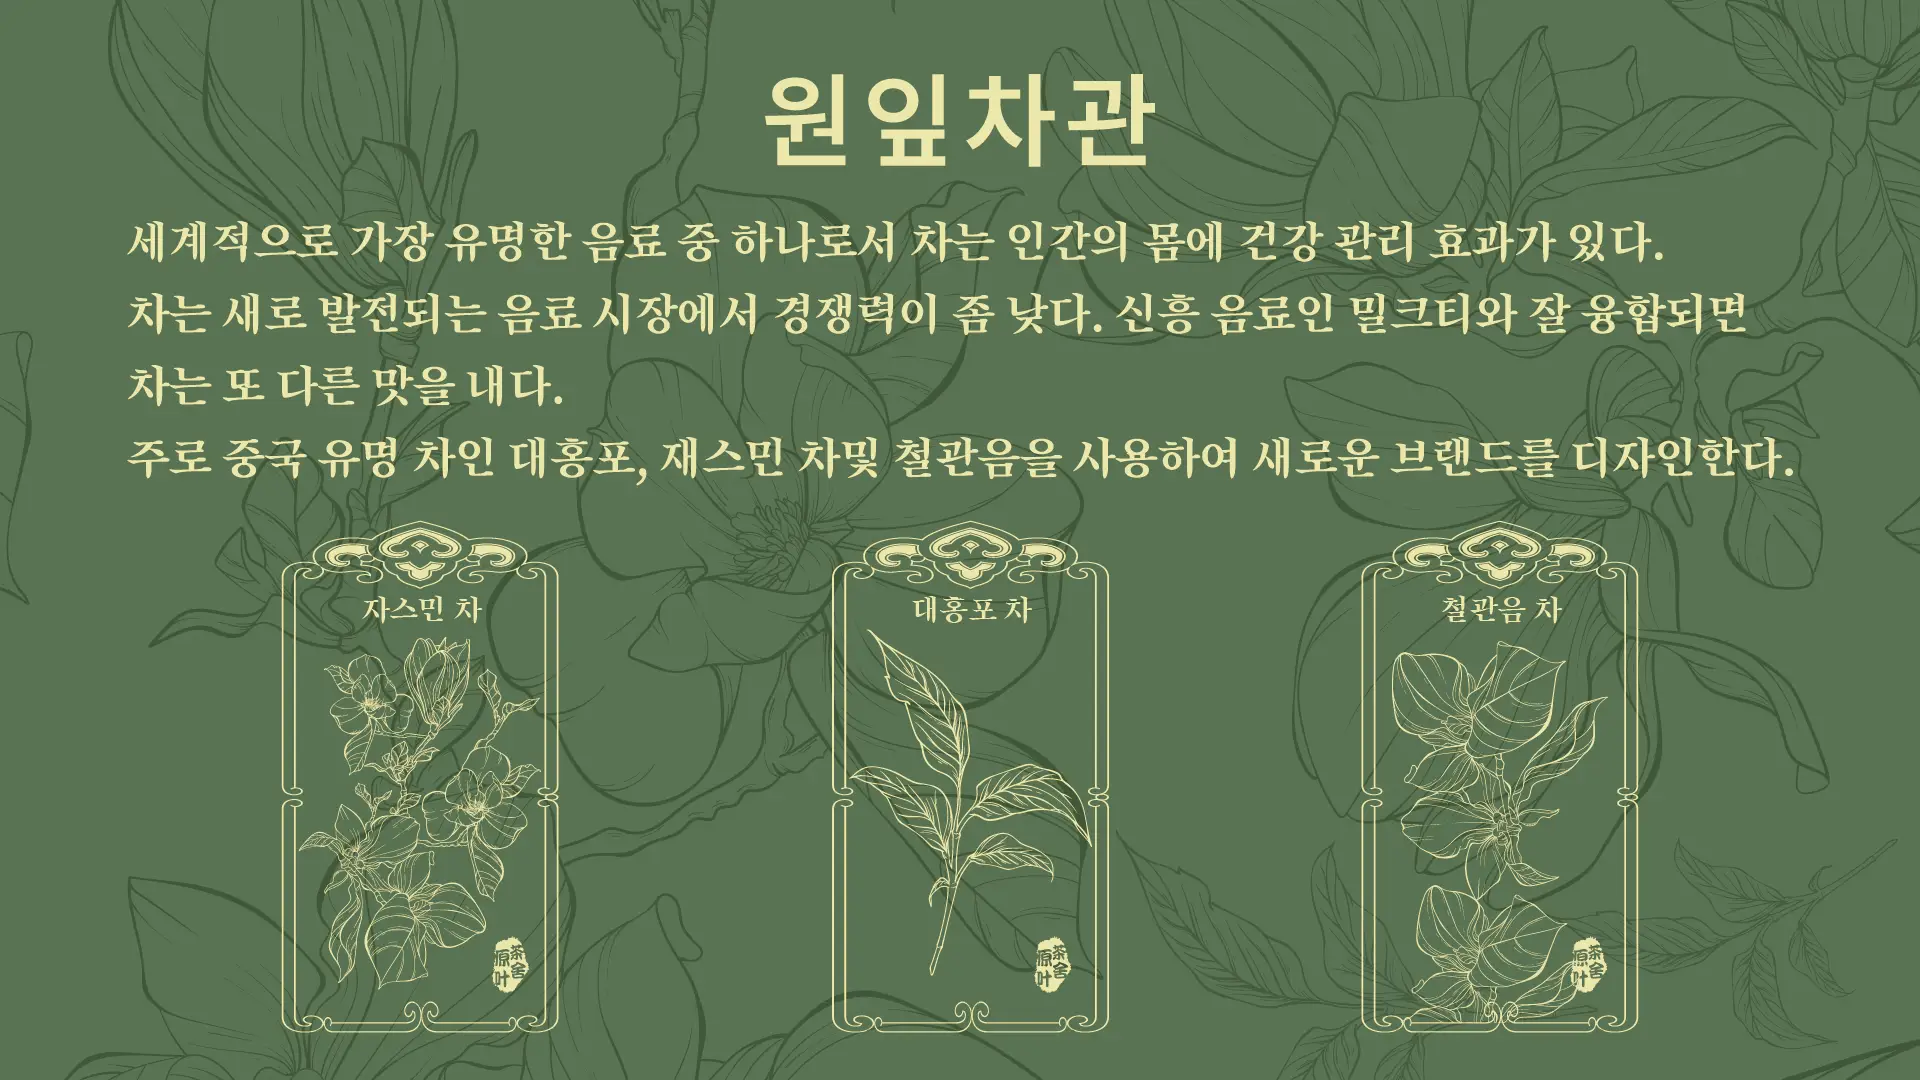 원잎차관
세계적으로 가장 유명한 음료 중 하나로서 차는 인간의 몸에 건강 관리 효과가 있다.
차는 새로 발전되는 음료 시장에서 경쟁력이 좀 낮다. 신흥 음료인 밀크티와 잘 융합되면
차는 또 다른 맛을 내다.
주로 중국 유명 차인 대홍포, 재스민 차및 철관음을 사용하여 새로운 브랜드를 디자인한다.
자스민 차
대홍포 차
철관음 차
原叶
茶舍
原叶
茶舍
原叶
茶舍